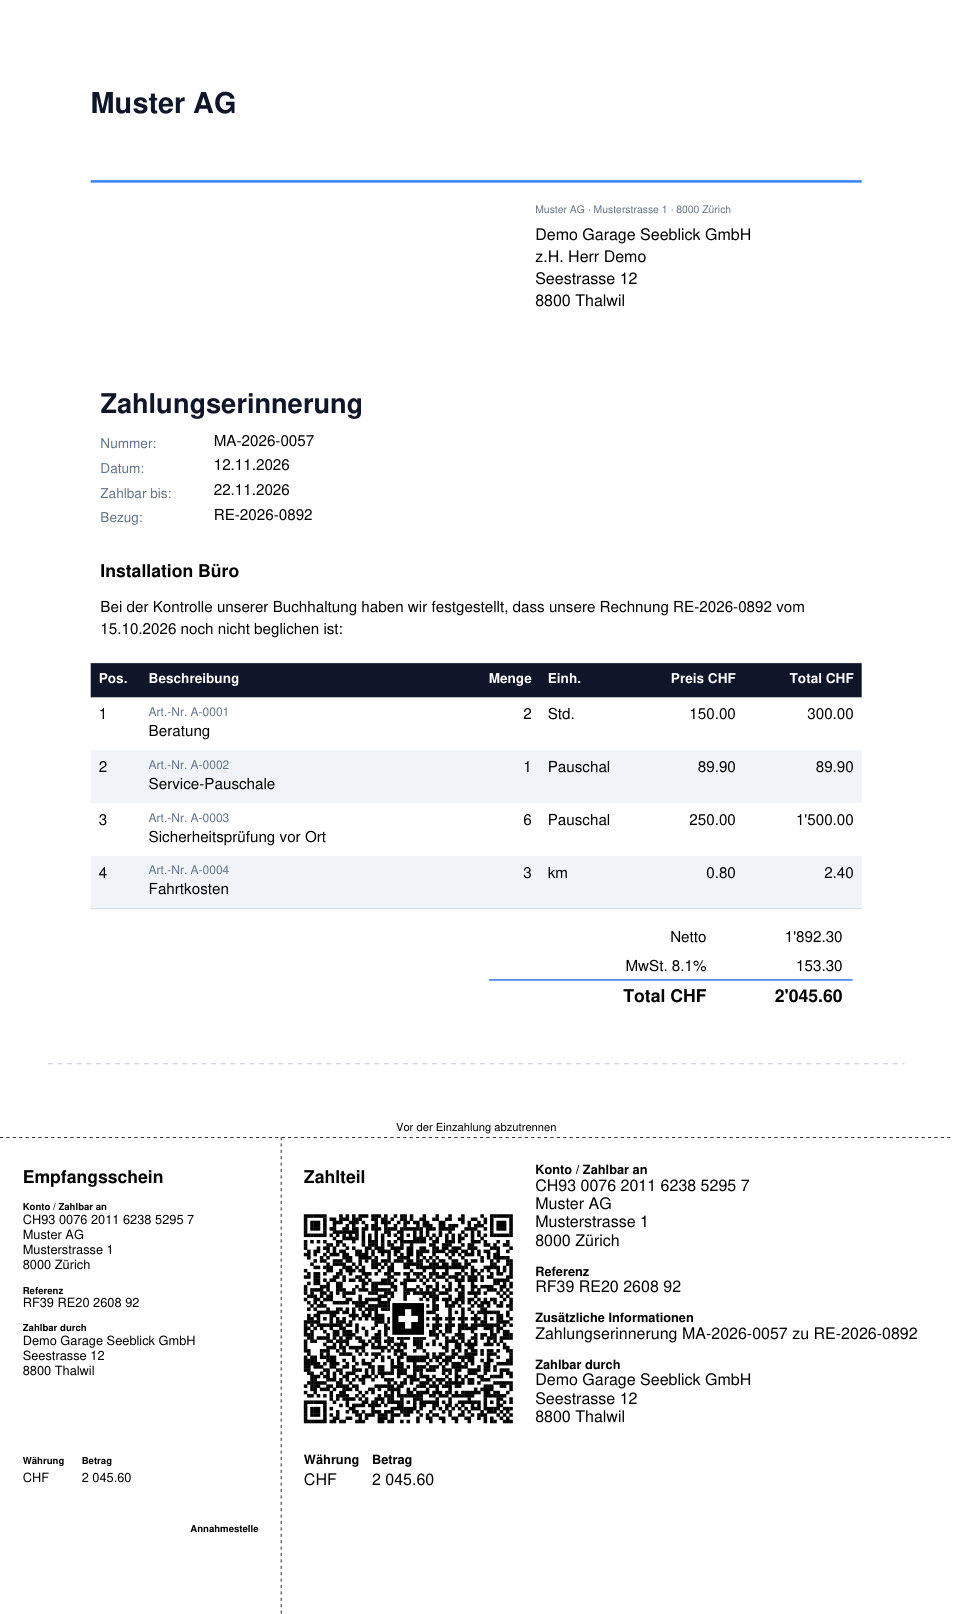 Muster AG
Muster AG · Musterstrasse 1 · 8000 Zürich
Demo Garage Seeblick GmbH
z.H. Herr Demo
Seestrasse 12
8800 Thalwil
Zahlungserinnerung
Nummer: MA-2026-0057
Datum: 12.11.2026
Zahlbar bis: 22.11.2026
Bezug: RE-2026-0892
Installation Büro
Bei der Kontrolle unserer Buchhaltung haben wir festgestellt, dass unsere Rechnung RE-2026-0892 vom
15.10.2026 noch nicht beglichen ist:
Pos. Beschreibung Menge Einh. Preis CHF Total CHF
1 Art.-Nr. A-0001 2 Std. 150.00 300.00
Beratung
2 Art.-Nr. A-0002 1 Pauschal 89.90 89.90
Service-Pauschale
3 Art.-Nr. A-0003 6 Pauschal 250.00 1'500.00
Sicherheitsprüfung vor Ort
4 Art.-Nr. A-0004 3 km 0.80 2.40
Fahrtkosten
Netto 1'892.30
MwSt. 8.1% 153.30
Total CHF 2'045.60
Vor der Einzahlung abzutrennen
Empfangsschein
Konto / Zahlbar an
CH93 0076 2011 6238 5295 7
Muster AG
Musterstrasse 1
8000 Zürich
Referenz
RF39 RE20 2608 92
Zahlbar durch
Demo Garage Seeblick GmbH
Seestrasse 12
8800 Thalwil
Währung Betrag
CHF 2 045.60
Annahmestelle
Zahlteil
Währung Betrag
CHF 2 045.60
Konto / Zahlbar an
CH93 0076 2011 6238 5295 7
Muster AG
Musterstrasse 1
8000 Zürich
Referenz
RF39 RE20 2608 92
Zusätzliche Informationen
Zahlungserinnerung MA-2026-0057 zu RE-2026-0892
Zahlbar durch
Demo Garage Seeblick GmbH
Seestrasse 12
8800 Thalwil